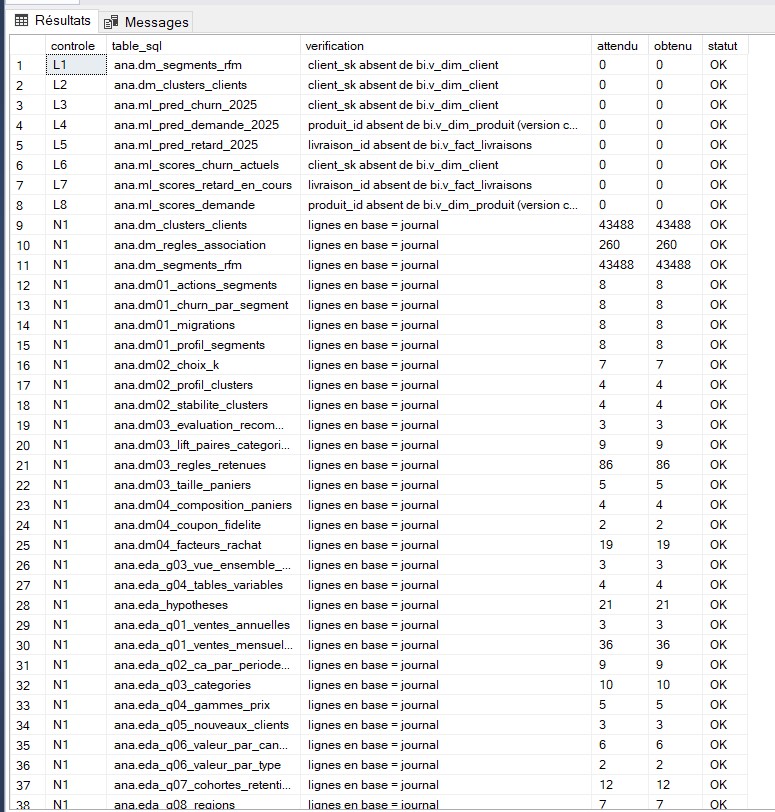 Résultats Messages
controle table_sql verification attendu obtenu statut
1 L1 ana.dm_segments_rfm client_sk absent de bi.v_dim_client 0 0 OK
2 L2 ana.dm_clusters_clients client_sk absent de bi.v_dim_client 0 0 OK
3 L3 ana.ml_pred_churn_2025 client_sk absent de bi.v_dim_client 0 0 OK
4 L4 ana.ml_pred_demande_2025 produit_id absent de bi.v_dim_produit (version c... 0 0 OK
5 L5 ana.ml_pred_retard_2025 livraison_id absent de bi.v_fact_livraisons 0 0 OK
6 L6 ana.ml_scores_churn_actuels client_sk absent de bi.v_dim_client 0 0 OK
7 L7 ana.ml_scores_retard_en_cours livraison_id absent de bi.v_fact_livraisons 0 0 OK
8 L8 ana.ml_scores_demande produit_id absent de bi.v_dim_produit (version c... 0 0 OK
9 N1 ana.dm_clusters_clients lignes en base = journal 43488 43488 OK
10 N1 ana.dm_regles_association lignes en base = journal 260 260 OK
11 N1 ana.dm_segments_rfm lignes en base = journal 43488 43488 OK
12 N1 ana.dm01_actions_segments lignes en base = journal 8 8 OK
13 N1 ana.dm01_churn_par_segment lignes en base = journal 8 8 OK
14 N1 ana.dm01_migrations lignes en base = journal 8 8 OK
15 N1 ana.dm01_profil_segments lignes en base = journal 8 8 OK
16 N1 ana.dm02_choix_k lignes en base = journal 7 7 OK
17 N1 ana.dm02_profil_clusters lignes en base = journal 4 4 OK
18 N1 ana.dm02_stabilite_clusters lignes en base = journal 4 4 OK
19 N1 ana.dm03_evaluation_recom... lignes en base = journal 3 3 OK
20 N1 ana.dm03_lift_paires_categori... lignes en base = journal 9 9 OK
21 N1 ana.dm03_regles_retenues lignes en base = journal 86 86 OK
22 N1 ana.dm03_taille_paniers lignes en base = journal 5 5 OK
23 N1 ana.dm04_composition_paniers lignes en base = journal 4 4 OK
24 N1 ana.dm04_coupon_fidelite lignes en base = journal 2 2 OK
25 N1 ana.dm04_facteurs_rachat lignes en base = journal 19 19 OK
26 N1 ana.eda_g03_vue_ensemble_... lignes en base = journal 3 3 OK
27 N1 ana.eda_g04_tables_variables lignes en base = journal 4 4 OK
28 N1 ana.eda_hypotheses lignes en base = journal 21 21 OK
29 N1 ana.eda_q01_ventes_annuelles lignes en base = journal 3 3 OK
30 N1 ana.eda_q01_ventes_mensuel... lignes en base = journal 36 36 OK
31 N1 ana.eda_q02_ca_par_periode... lignes en base = journal 9 9 OK
32 N1 ana.eda_q03_categories lignes en base = journal 10 10 OK
33 N1 ana.eda_q04_gammes_prix lignes en base = journal 5 5 OK
34 N1 ana.eda_q05_nouveaux_clients lignes en base = journal 3 3 OK
35 N1 ana.eda_q06_valeur_par_can... lignes en base = journal 6 6 OK
36 N1 ana.eda_q06_valeur_par_type lignes en base = journal 2 2 OK
37 N1 ana.eda_q07_cohortes_retenti... lignes en base = journal 12 12 OK
38 N1 ana.eda_q08_regions lignes en base = journal 7 7 OK